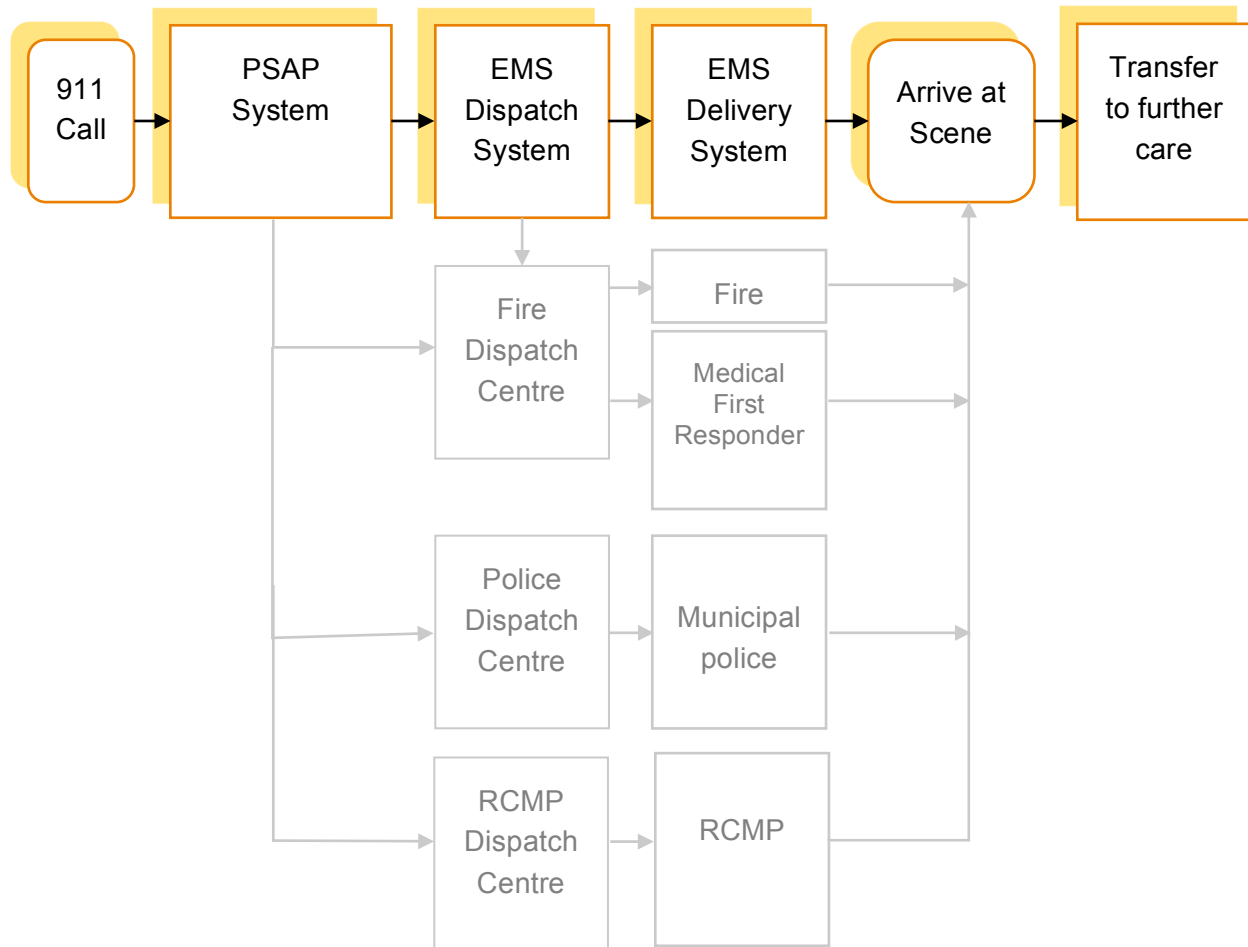 911
Call
PSAP
System
EMS
Dispatch
System
EMS
Delivery
System
Arrive at
Scene
Transfer
to further
care
Fire
Dispatch
Centre
Fire
Medical
First
Responder
Police
Dispatch
Centre
Municipal
police
RCMP
Dispatch
Centre
RCMP